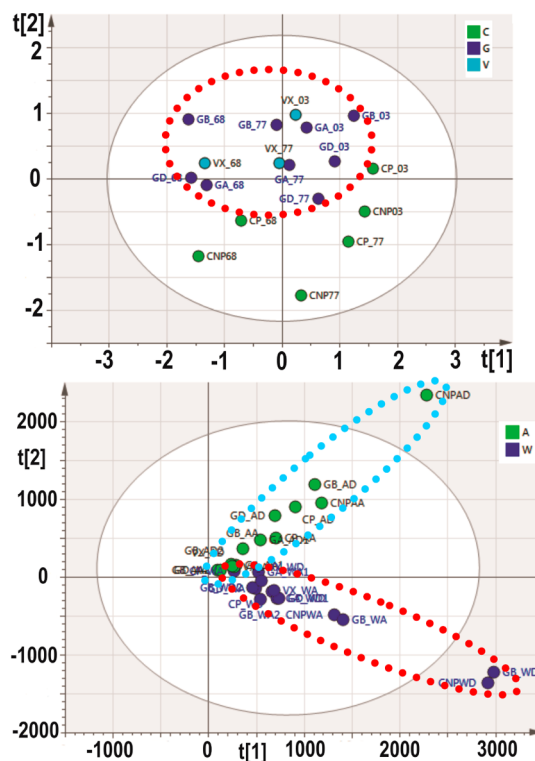 t[2]
C
G
V
2
1
0
-1
-2
VX_03
GB_68
GB_77
GA_03
GB_03
VX_77
GD_03
VX_68
CP_03
GA_77
GD_68
GA_68
GD_77
CNP03
CP_68
CP_77
CNP68
CNP77
-3 -2 -1 0 1 2 3
t[1]
2000
t[2]
1000
0
-1000
-2000
A
W
CNPAD
GB_AD
CNPAA
GD_AD
CP_AD
GB_AA
VX_WA
CNPWA
GB_WA
GB_WA2
GB_WD
CNPWD
-1000 0 t[1] 1000 2000 3000